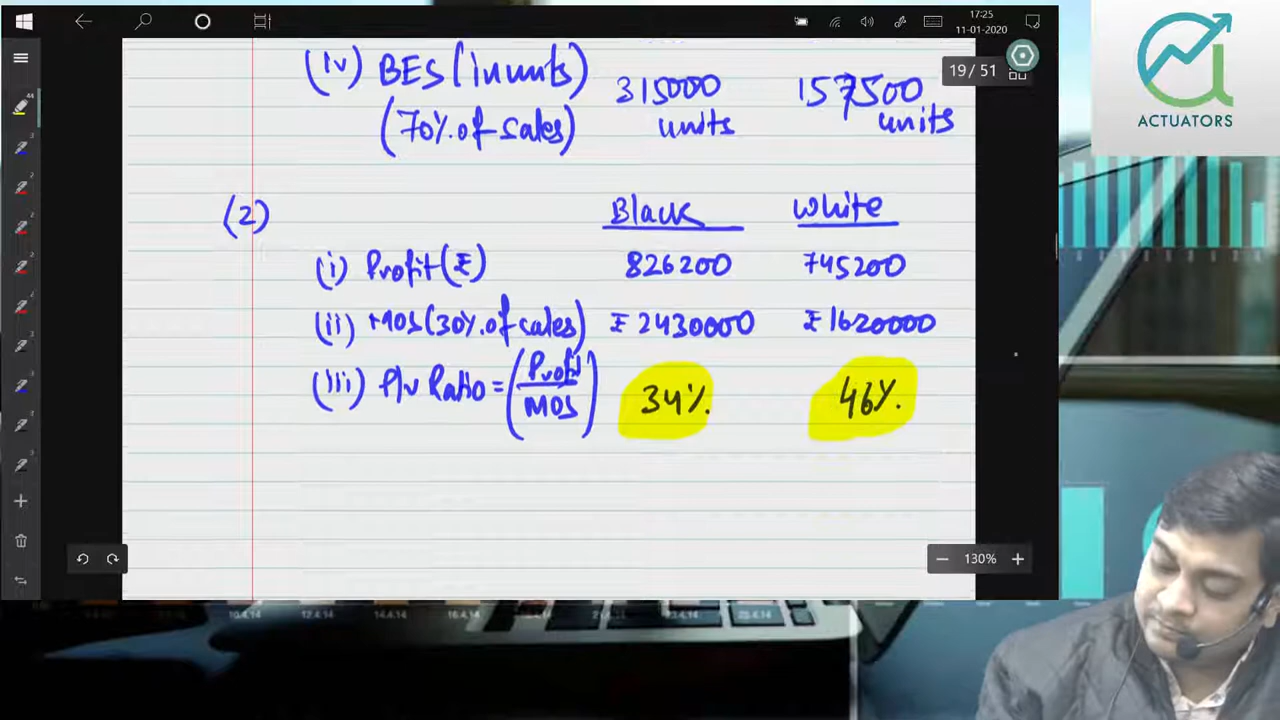 17:25
11-01-2020
19 / 51
(iv) BES (in units) 315000 157500
(70% of sales) units units
ACTUATORS
(2) Black White
(i) Profit (₹) 826200 745200
(ii) MOS (30% of sales) ₹ 2430000 ₹ 1620000
(iii) P/V Ratio = (Profit / MOS) 34% 46%.
130%